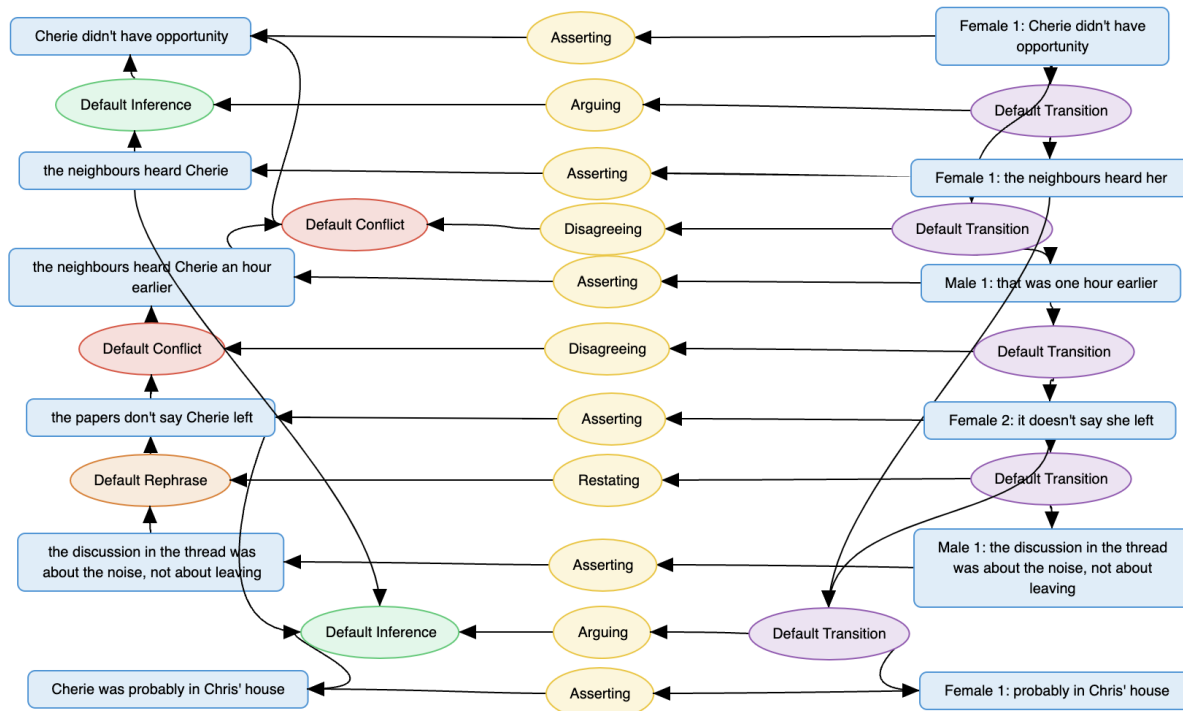 Cherie didn't have opportunity
Asserting
Female 1: Cherie didn't have
opportunity
Default Inference
Arguing
Default Transition
the neighbours heard Cherie
Asserting
Female 1: the neighbours heard her
Default Conflict
Disagreeing
Default Transition
the neighbours heard Cherie an hour
earlier
Asserting
Male 1: that was one hour earlier
Default Conflict
Disagreeing
Default Transition
the papers don't say Cherie left
Asserting
Female 2: it doesn't say she left
Default Rephrase
Restating
Default Transition
the discussion in the thread was
about the noise, not about leaving
Asserting
Male 1: the discussion in the thread
was about the noise, not about
leaving
Default Inference
Arguing
Default Transition
Cherie was probably in Chris' house
Asserting
Female 1: probably in Chris' house